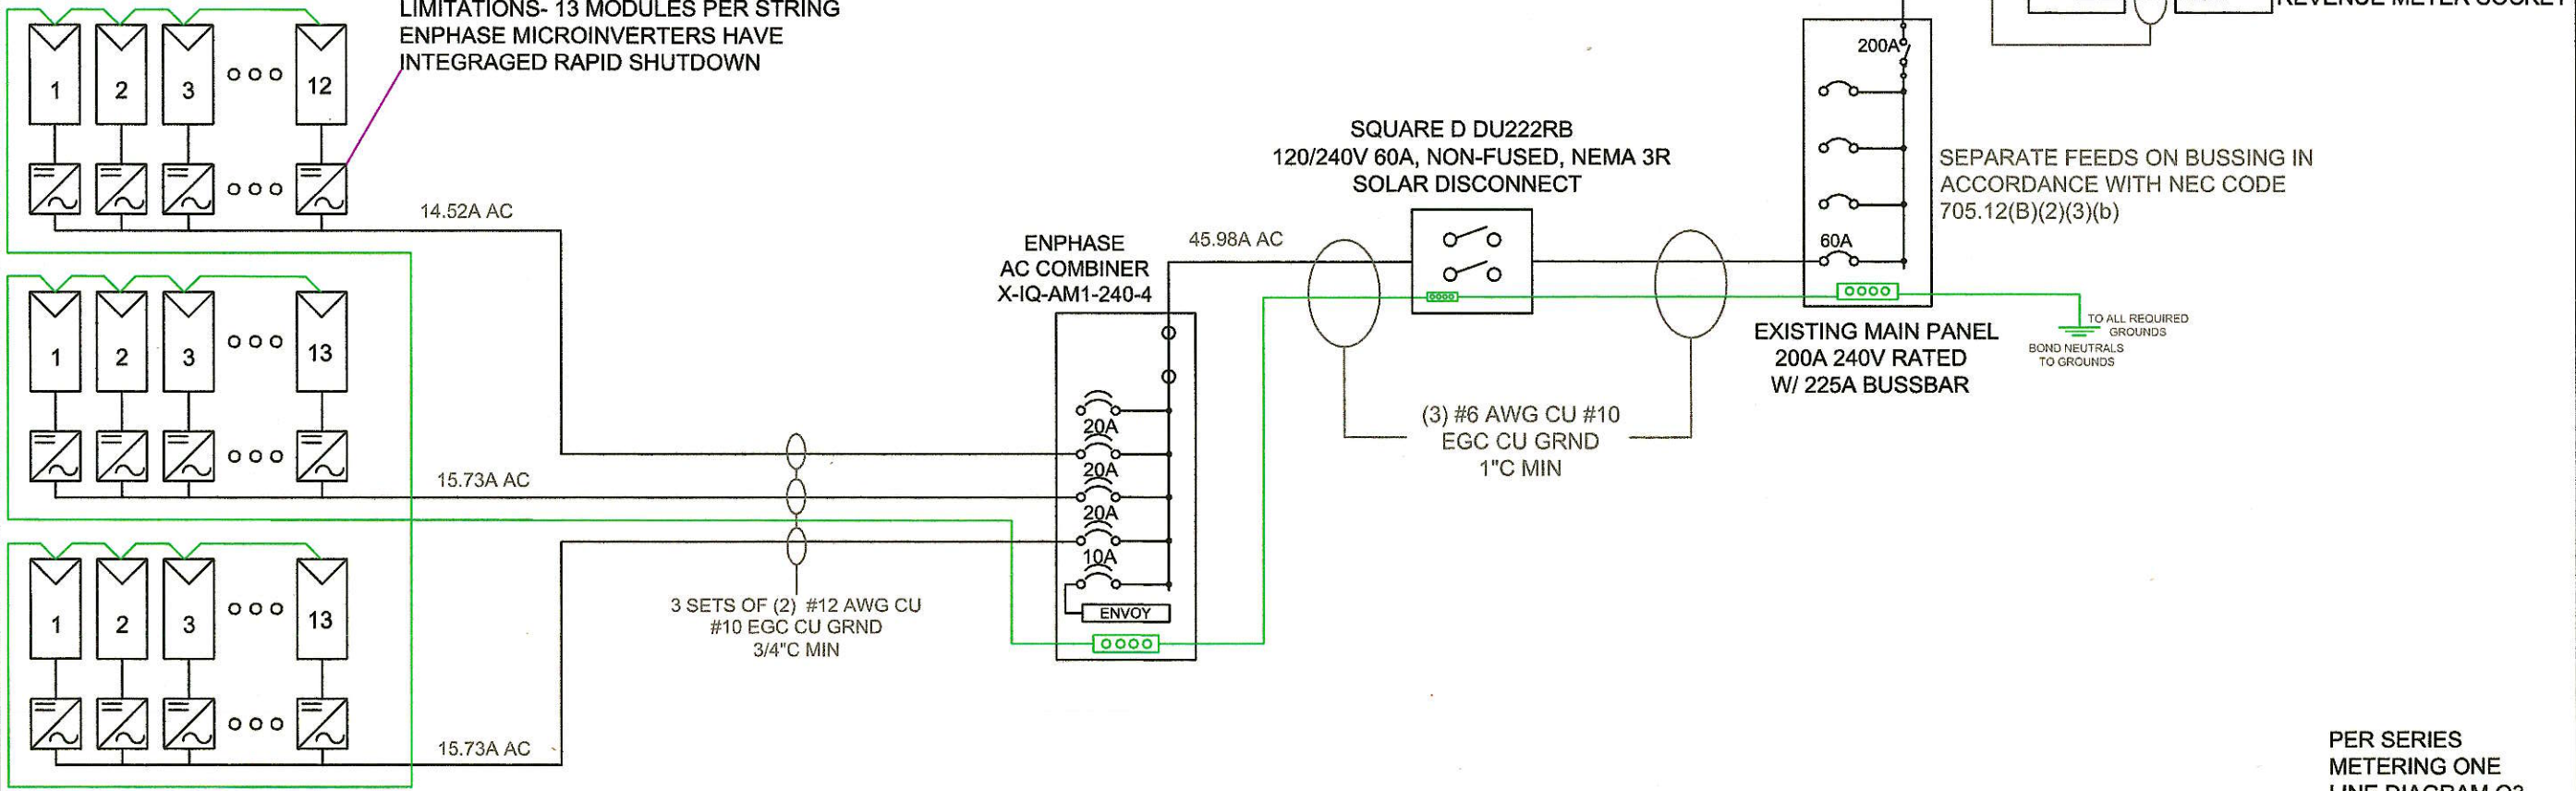 LIMITATIONS- 13 MODULES PER STRING
ENPHASE MICROINVERTERS HAVE
INTEGRAGED RAPID SHUTDOWN
1 2 3 12
14.52A AC
1 2 3 13
15.73A AC
1 2 3 13
15.73A AC
3 SETS OF (2) #12 AWG CU
#10 EGC CU GRND
3/4"C MIN
ENPHASE
AC COMBINER
X-IQ-AM1-240-4
20A
20A
20A
10A
ENVOY
45.98A AC
SQUARE D DU222RB
120/240V 60A, NON-FUSED, NEMA 3R
SOLAR DISCONNECT
(3) #6 AWG CU #10
EGC CU GRND
1"C MIN
200A
60A
EXISTING MAIN PANEL
200A 240V RATED
W/ 225A BUSSBAR
SEPARATE FEEDS ON BUSSING IN
ACCORDANCE WITH NEC CODE
705.12(B)(2)(3)(b)
TO ALL REQUIRED
GROUNDS
BOND NEUTRALS
TO GROUNDS
REVENUE METER SOCKET
PER SERIES
METERING ONE
LINE DIAGRAM